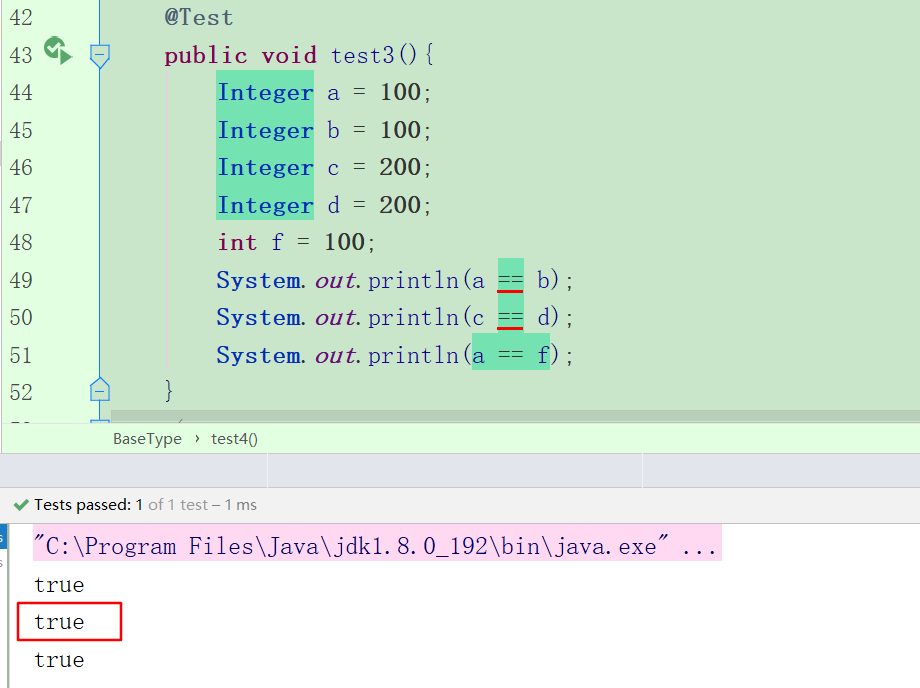 42 @Test
43 public void test3(){
44 Integer a = 100;
45 Integer b = 100;
46 Integer c = 200;
47 Integer d = 200;
48 int f = 100;
49 System.out.println(a == b);
50 System.out.println(c == d);
51 System.out.println(a == f);
52 }
BaseType › test4()
Tests passed: 1 of 1 test – 1 ms
"C:\Program Files\Java\jdk1.8.0_192\bin\java.exe" ...
true
true
true